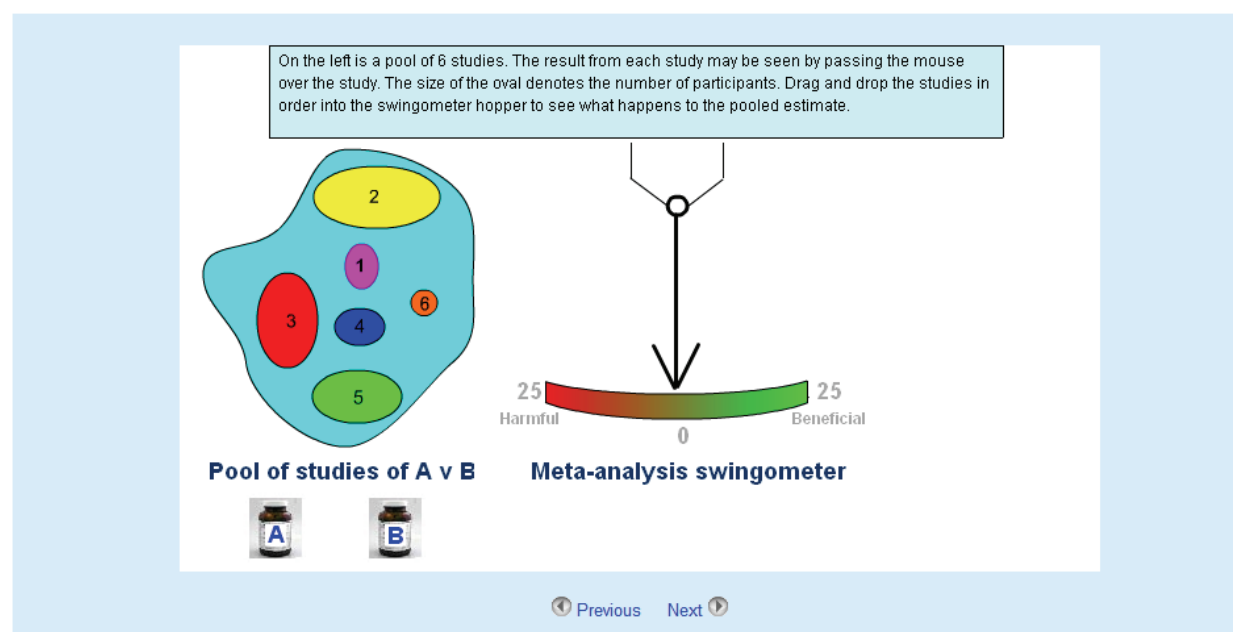 On the left is a pool of 6 studies. The result from each study may be seen by passing the mouse
over the study. The size of the oval denotes the number of participants. Drag and drop the studies in
order into the swingometer hopper to see what happens to the pooled estimate.
2
1
6
3
4
5
25
25
Harmful
Beneficial
0
Pool of studies of A v B
Meta-analysis swingometer
A
B
Previous
Next